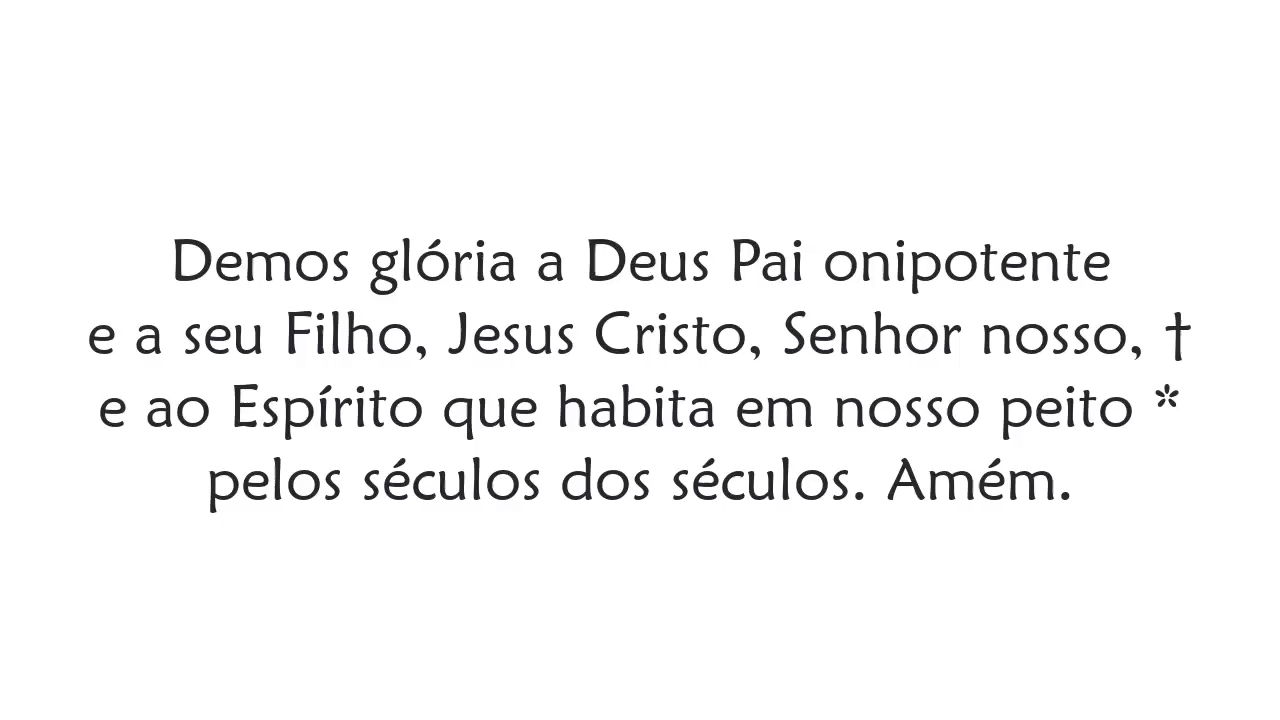 Demos glória a Deus Pai onipotente
e a seu Filho, Jesus Cristo, Senhor nosso, †
e ao Espírito que habita em nosso peito *
pelos séculos dos séculos. Amém.